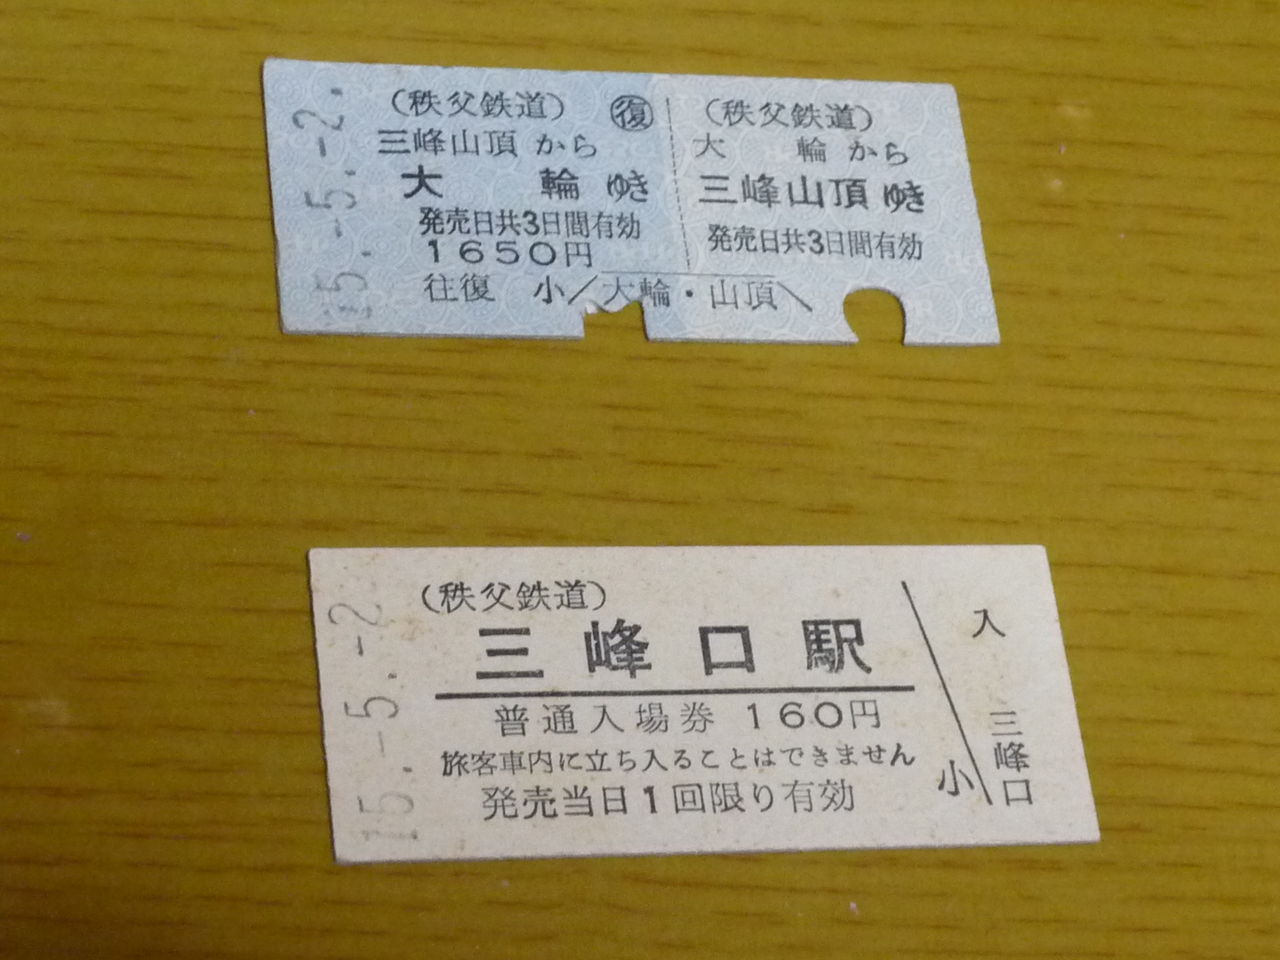 15.-5.-2.
（秩父鉄道） 復
三峰山頂から
大輪ゆき
発売日共3日間有効
1650円
往復 小／大輪・山頂＼
（秩父鉄道）
大輪から
三峰山頂ゆき
発売日共3日間有効
15.-5.-2.
（秩父鉄道）
三峰口駅
普通入場券 160円
旅客車内に立ち入ることはできません
発売当日1回限り有効
小
入
三峰口